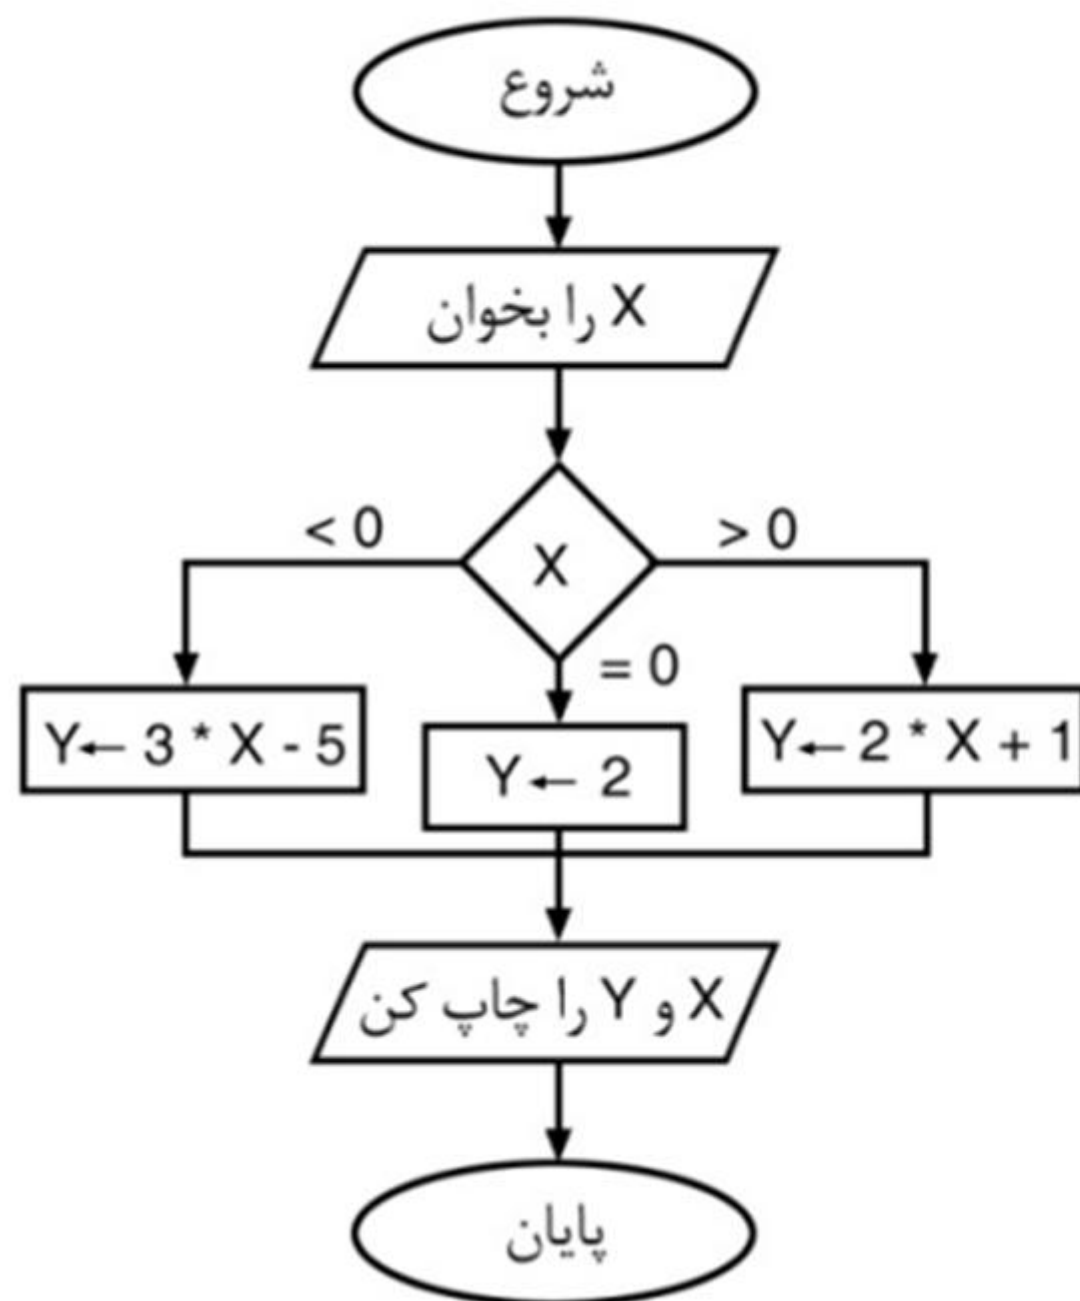 شروع
X را بخوان
< 0
X
> 0
= 0
Y← 3 * X - 5
Y← 2
Y← 2 * X + 1
X و Y را چاپ کن
پایان